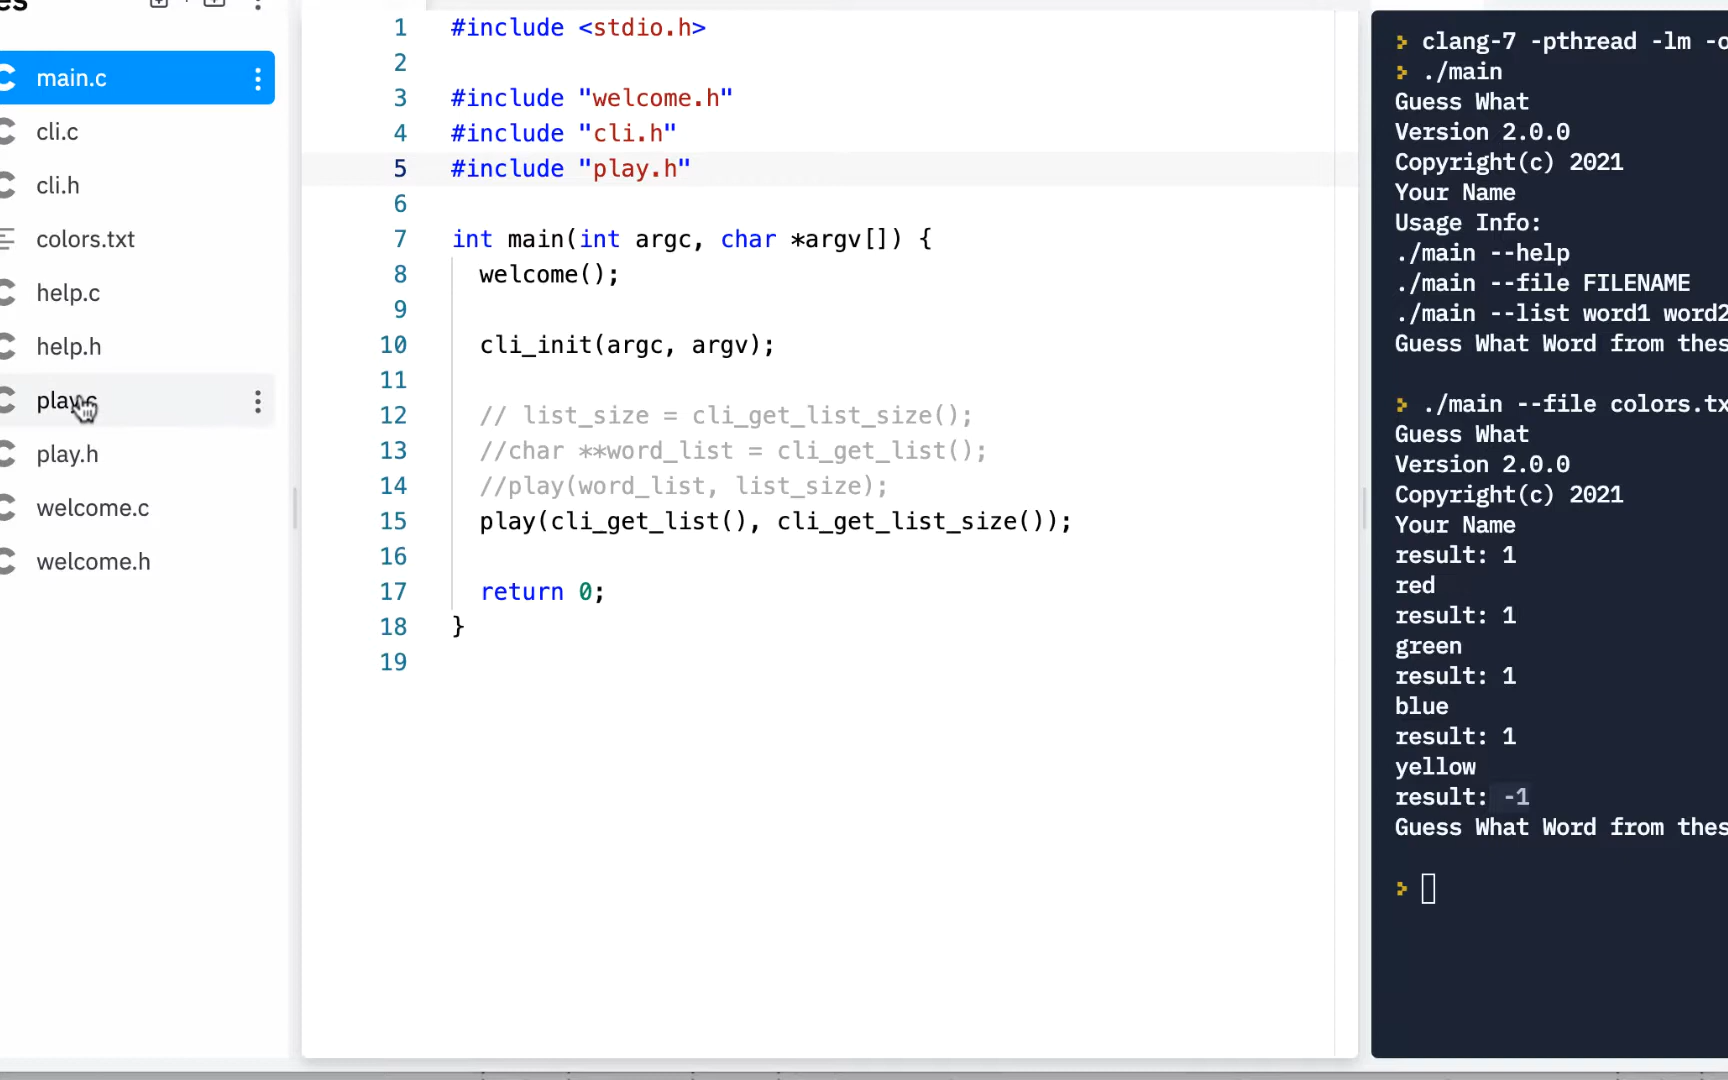 es
main.c
cli.c
cli.h
colors.txt
help.c
help.h
play.c
play.h
welcome.c
welcome.h
1 #include <stdio.h>
2
3 #include "welcome.h"
4 #include "cli.h"
5 #include "play.h"
6
7 int main(int argc, char *argv[]) {
8 welcome();
9
10 cli_init(argc, argv);
11
12 // list_size = cli_get_list_size();
13 //char **word_list = cli_get_list();
14 //play(word_list, list_size);
15 play(cli_get_list(), cli_get_list_size());
16
17 return 0;
18 }
19
> clang-7 -pthread -lm -o
> ./main
Guess What
Version 2.0.0
Copyright(c) 2021
Your Name
Usage Info:
./main --help
./main --file FILENAME
./main --list word1 word2
Guess What Word from thes
> ./main --file colors.tx
Guess What
Version 2.0.0
Copyright(c) 2021
Your Name
result: 1
red
result: 1
green
result: 1
blue
result: 1
yellow
result: -1
Guess What Word from thes
>